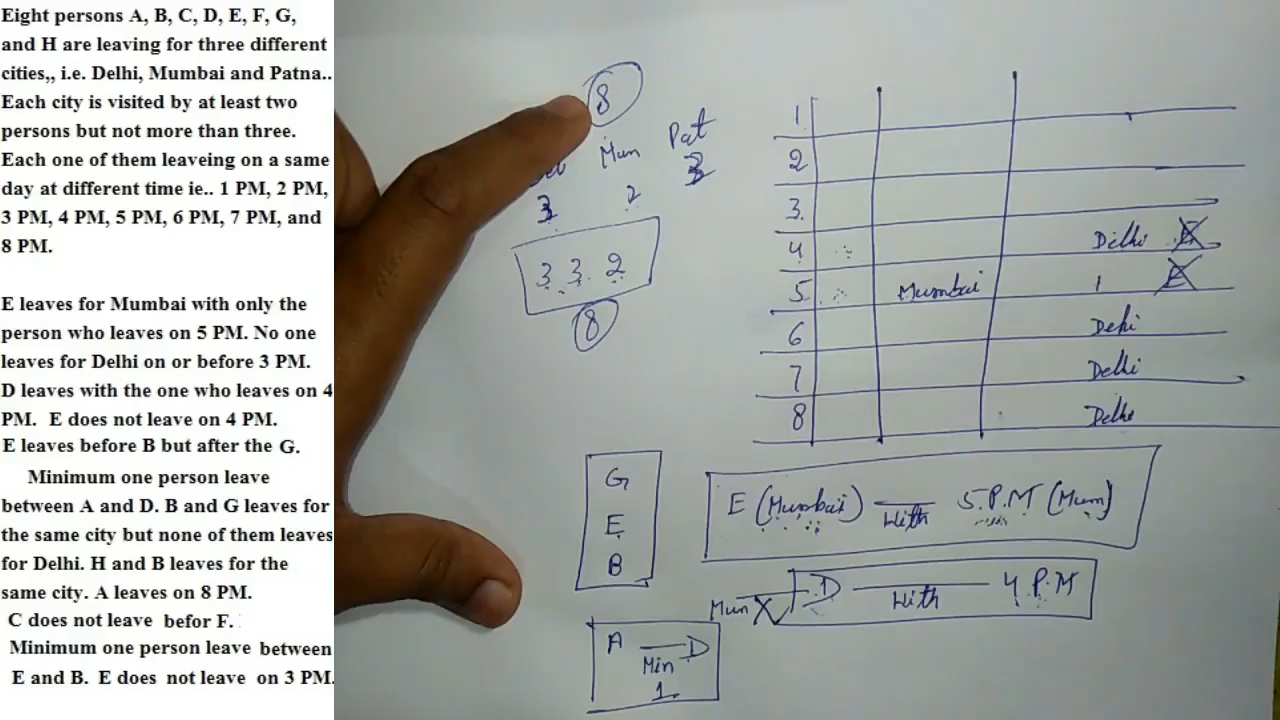 Eight persons A, B, C, D, E, F, G,
and H are leaving for three different
cities,, i.e. Delhi, Mumbai and Patna..
Each city is visited by at least two
persons but not more than three.
Each one of them leaveing on a same
day at different time ie.. 1 PM, 2 PM,
3 PM, 4 PM, 5 PM, 6 PM, 7 PM, and
8 PM.
E leaves for Mumbai with only the
person who leaves on 5 PM. No one
leaves for Delhi on or before 3 PM.
D leaves with the one who leaves on 4
PM. E does not leave on 4 PM.
E leaves before B but after the G.
Minimum one person leave
between A and D. B and G leaves for
the same city but none of them leaves
for Delhi. H and B leaves for the
same city. A leaves on 8 PM.
C does not leave befor F.
Minimum one person leave between
E and B. E does not leave on 3 PM.
8
Mun Pat
3 2 3
3 3. 2
8
1
2
3.
4 Dilhi E
5. Mumbai E
6 Dehi
7 Delhi
8 Delhe
G
E
B
E (Mumbai) With 5.P.M (Mum)
Mun X D With 4 P.M
A D
Min
1.